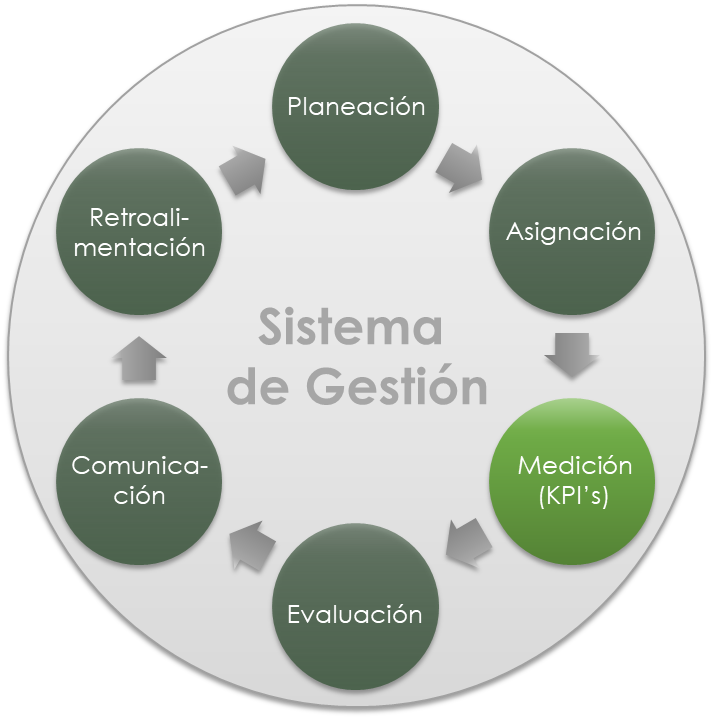 Planeación
Asignación
Medición
(KPI's)
Evaluación
Comunica-
ción
Retroali-
mentación
Sistema
de Gestión